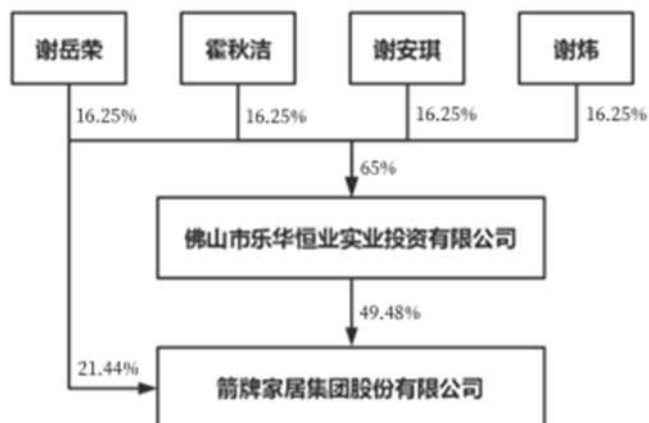 谢岳荣
霍秋洁
谢安琪
谢炜
16.25%
16.25%
16.25%
16.25%
65%
佛山市乐华恒业实业投资有限公司
49.48%
21.44%
箭牌家居集团股份有限公司